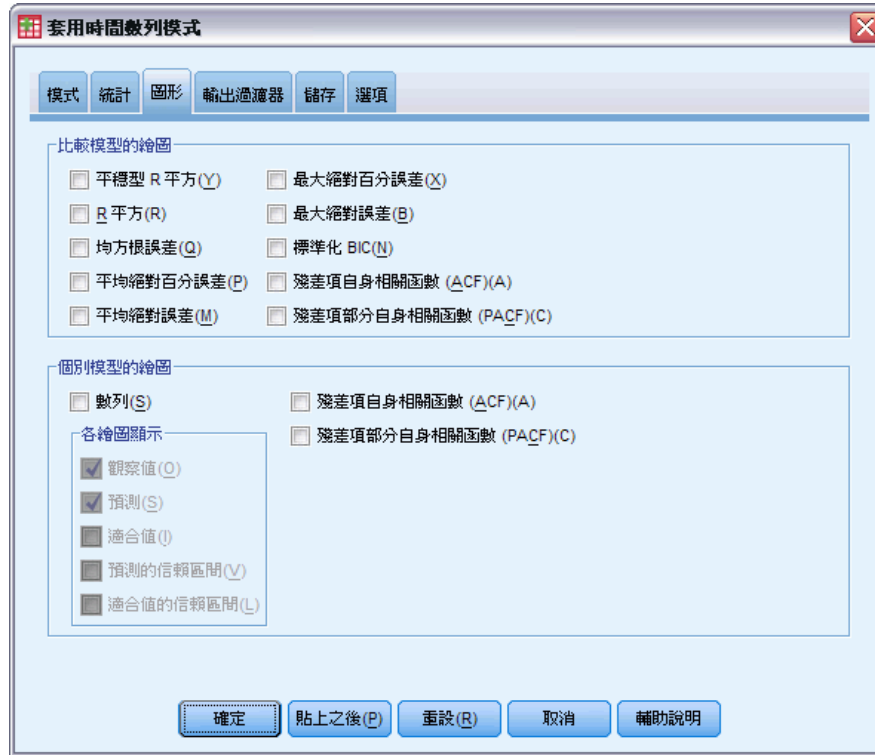 套用時間數列模式
模式 統計 圖形 輸出過濾器 儲存 選項
比較模型的繪圖
平穩型 R 平方(Y) 最大絕對百分誤差(X)
R 平方(R) 最大絕對誤差(B)
均方根誤差(Q) 標準化 BIC(N)
平均絕對百分誤差(P) 殘差項自身相關函數 (ACF)(A)
平均絕對誤差(M) 殘差項部分自身相關函數 (PACF)(C)
個別模型的繪圖
數列(S) 殘差項自身相關函數 (ACF)(A)
各繪圖顯示 殘差項部分自身相關函數 (PACF)(C)
觀察值(O)
預測(S)
適合值(I)
預測的信賴區間(V)
適合值的信賴區間(L)
確定 貼上之後(P) 重設(R) 取消 輔助說明